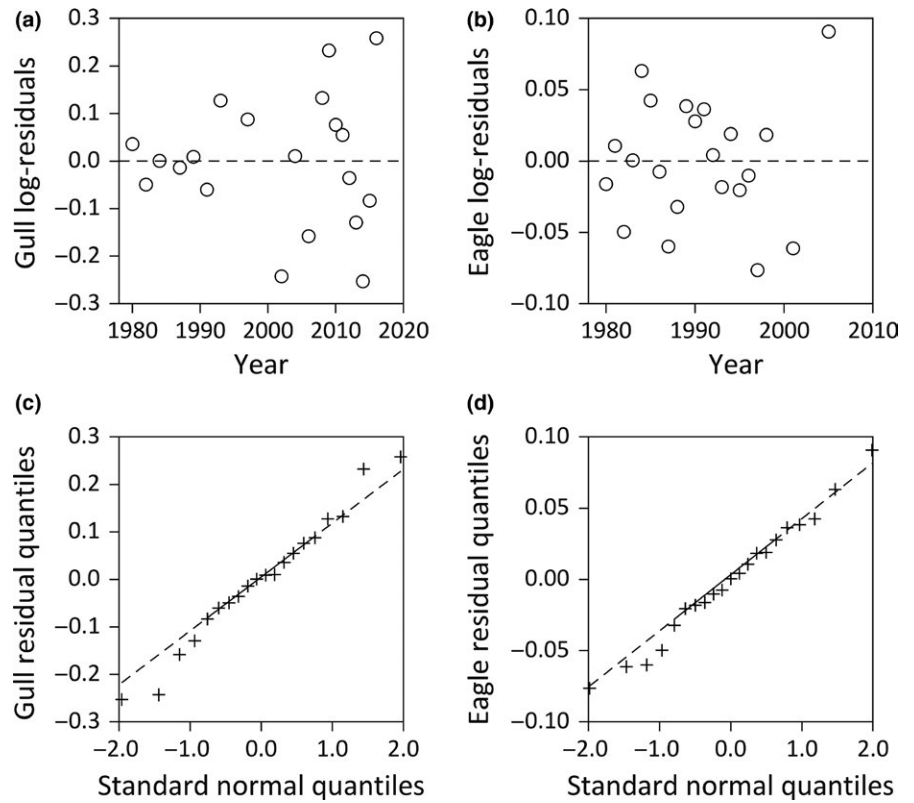 (a)
0.3
0.2
0.1
0.0
−0.1
−0.2
−0.3
Gull log-residuals
1980 1990 2000 2010 2020
Year
(b)
0.10
0.05
0.00
−0.05
−0.10
Eagle log-residuals
1980 1990 2000 2010
Year
(c)
0.3
0.2
0.1
0.0
−0.1
−0.2
−0.3
Gull residual quantiles
−2.0 −1.0 0.0 1.0 2.0
Standard normal quantiles
(d)
0.10
0.05
0.00
−0.05
−0.10
Eagle residual quantiles
−2.0 −1.0 0.0 1.0 2.0
Standard normal quantiles